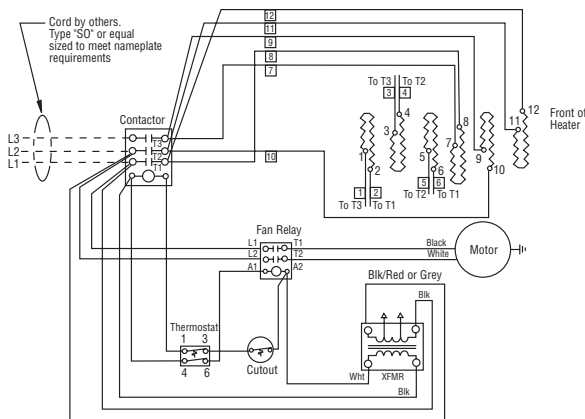 Cord by others.
Type "SO" or equal
sized to meet nameplate
requirements
12
11
9
8
7
10
Contactor
L3
L2
L1
T3
T2
T1
To T3 To T2
3 4
4
3
1
2
1 2
To T3 To T1
5
6
5 6
To T2 To T1
8
7
9
10
12
11
Front of
Heater
Fan Relay
L1 T1
L2 T2
A1 A2
Black
White
Motor
Blk/Red or Grey
Blk
Thermostat
1 3
4 6
Cutout
Wht
XFMR
Blk